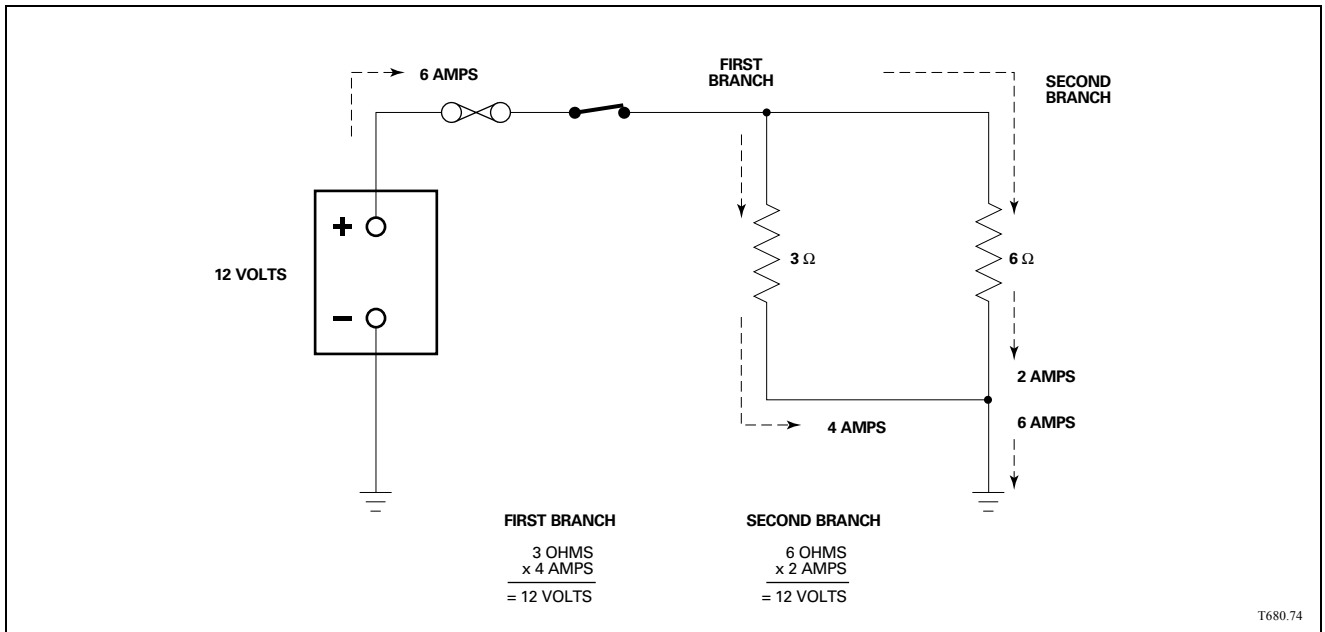 6 AMPS
FIRST
BRANCH
SECOND
BRANCH
+
−
12 VOLTS
3 Ω
6 Ω
2 AMPS
4 AMPS
6 AMPS
FIRST BRANCH
3 OHMS
x 4 AMPS
= 12 VOLTS
SECOND BRANCH
6 OHMS
x 2 AMPS
= 12 VOLTS
T680.74